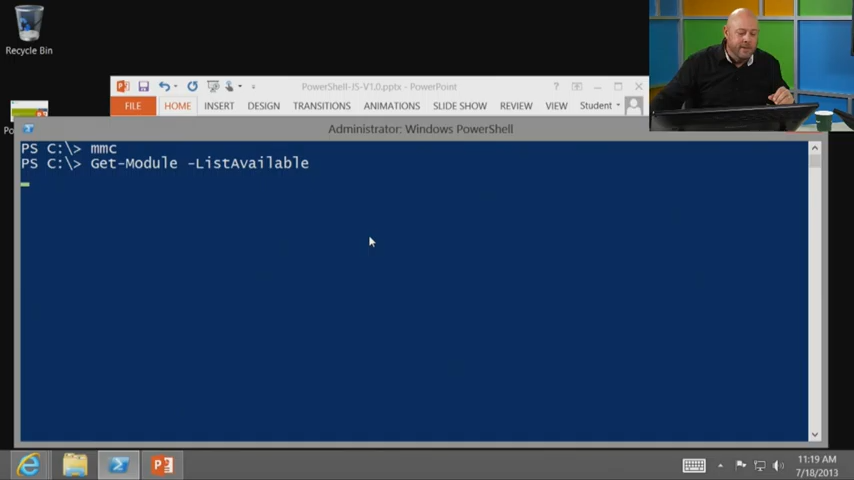 Recycle Bin
PowerShell-JS-V1.0.pptx - PowerPoint
FILE HOME INSERT DESIGN TRANSITIONS ANIMATIONS SLIDE SHOW REVIEW VIEW Student
Administrator: Windows PowerShell
PS C:\> mmc
PS C:\> Get-Module -ListAvailable
11:19 AM
7/18/2013